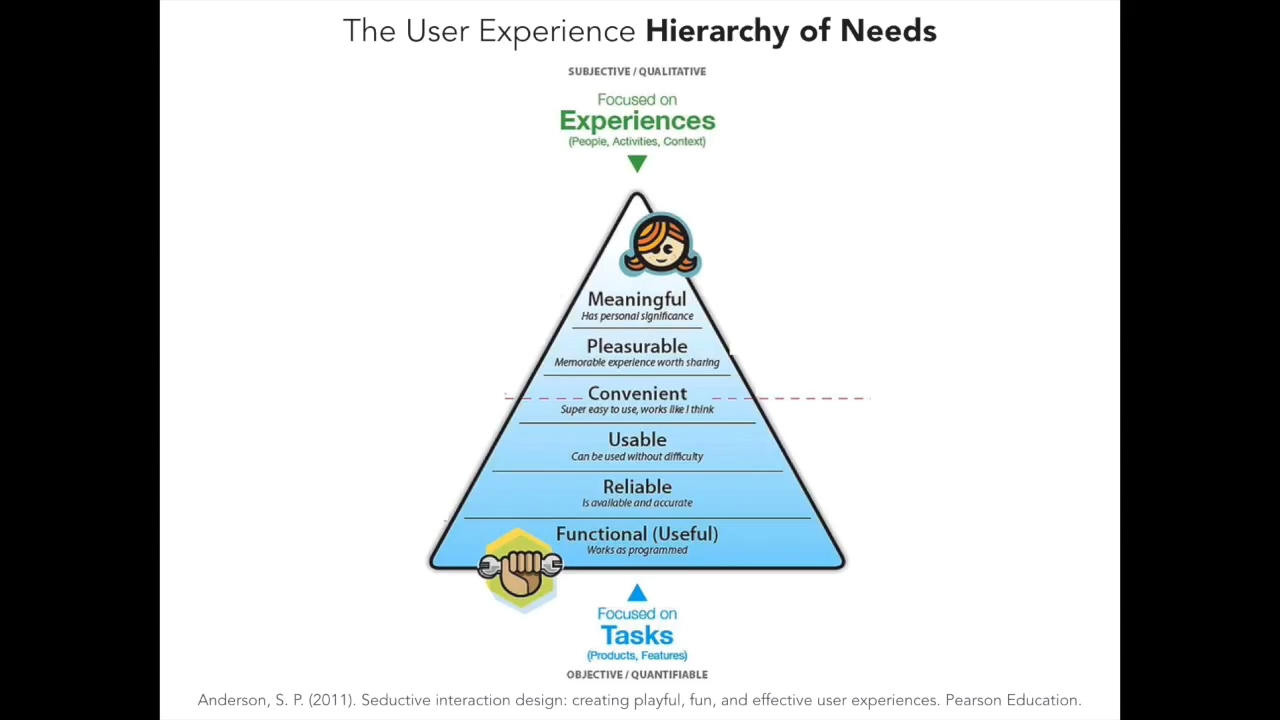 The User Experience Hierarchy of Needs
SUBJECTIVE / QUALITATIVE
Focused on
Experiences
(People, Activities, Context)
Meaningful
Has personal significance
Pleasurable
Memorable experience worth sharing
Convenient
Super easy to use, works like I think
Usable
Can be used without difficulty
Reliable
Is available and accurate
Functional (Useful)
Works as programmed
Focused on
Tasks
(Products, Features)
OBJECTIVE / QUANTIFIABLE
Anderson, S. P. (2011). Seductive interaction design: creating playful, fun, and effective user experiences. Pearson Education.